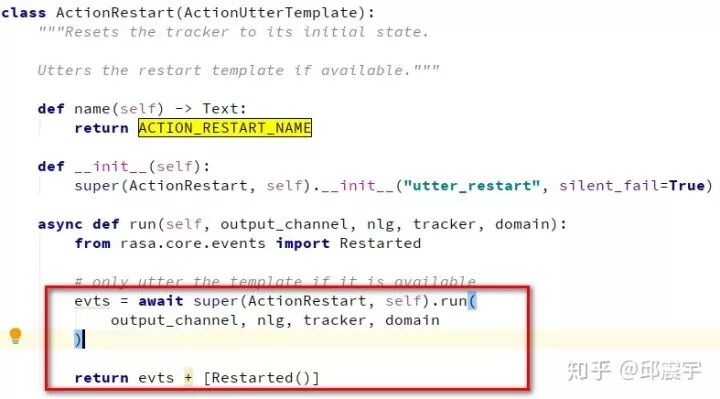 class ActionRestart(ActionUtterTemplate):
    """Resets the tracker to its initial state.

    Utters the restart template if available."""

    def name(self) -> Text:
        return ACTION_RESTART_NAME

    def __init__(self):
        super(ActionRestart, self).__init__("utter_restart", silent_fail=True)

    async def run(self, output_channel, nlg, tracker, domain):
        from rasa.core.events import Restarted

        # only utter the template if it is available
        evts = await super(ActionRestart, self).run(
            output_channel, nlg, tracker, domain
        )

        return evts + [Restarted()]
知乎 @邱震宇